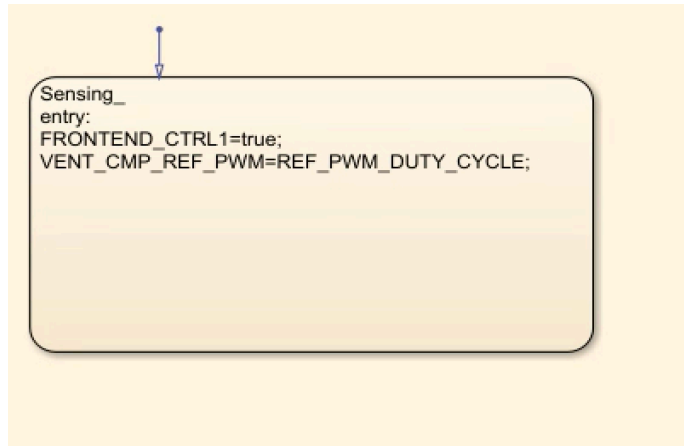 Sensing_
entry:
FRONTEND_CTRL1=true;
VENT_CMP_REF_PWM=REF_PWM_DUTY_CYCLE;